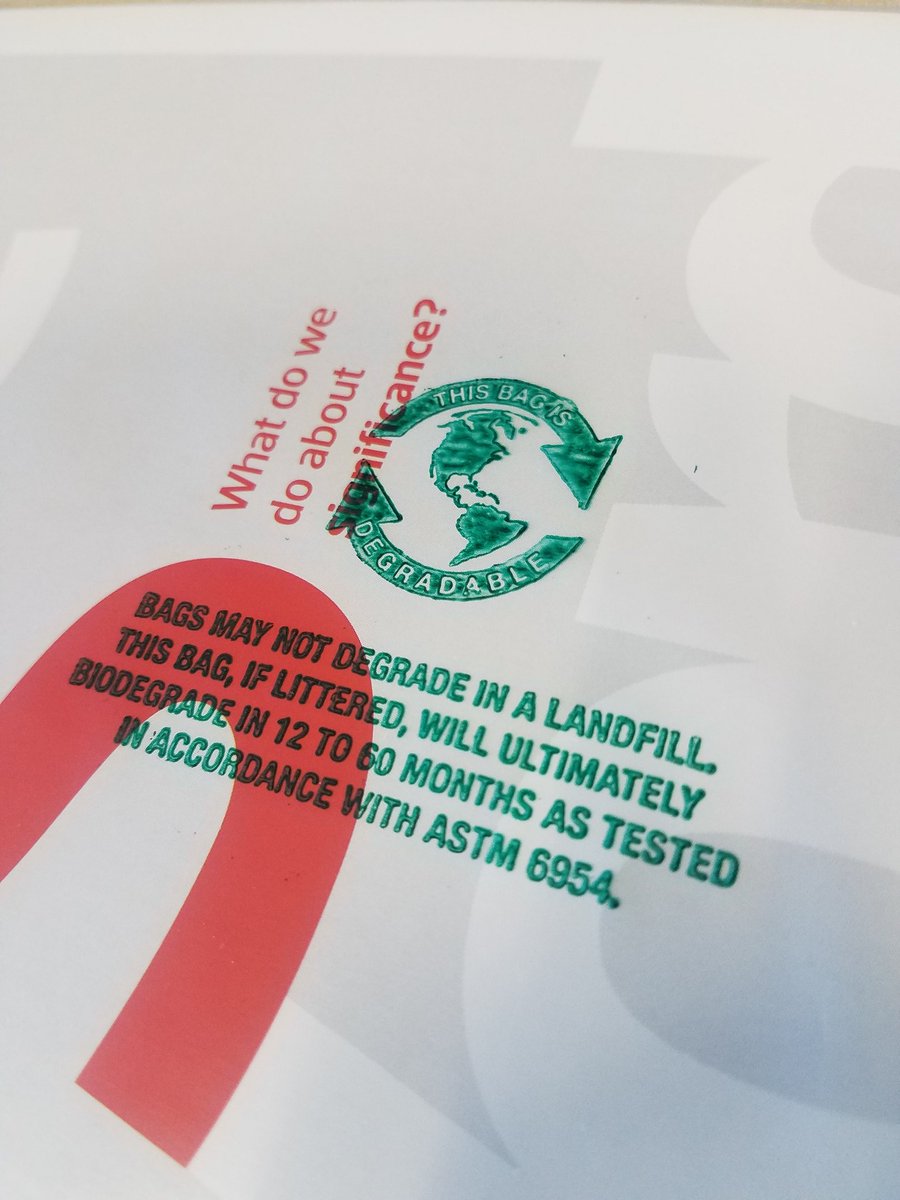 What do we
do about
significance?
THIS BAG IS
DEGRADABLE
BAGS MAY NOT DEGRADE IN A LANDFILL.
THIS BAG, IF LITTERED, WILL ULTIMATELY
BIODEGRADE IN 12 TO 60 MONTHS AS TESTED
IN ACCORDANCE WITH ASTM 6954.